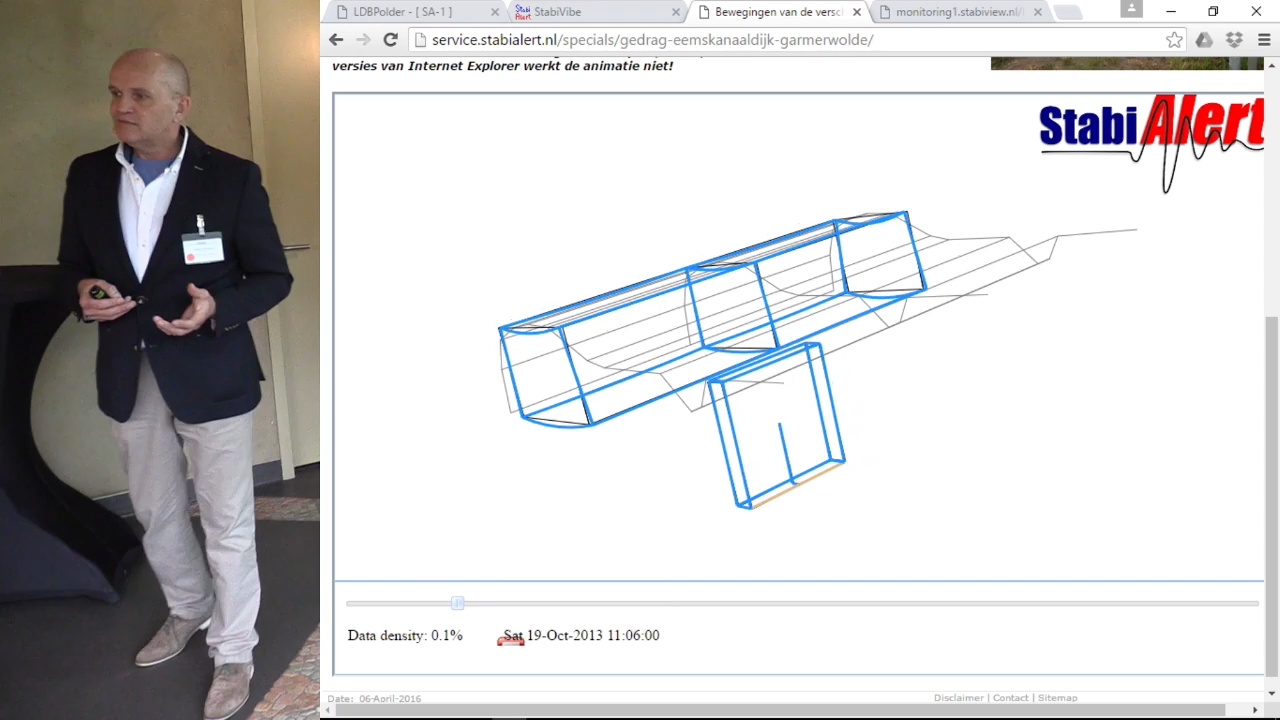 LDBPolder - [ SA-1 ]
Stabi Alert
StabiVibe
Bewegingen van de versc
monitoring1.stabiview.nl/
service.stabialert.nl/specials/gedrag-eemskanaaldijk-garmerwolde/
versies van Internet Explorer werkt de animatie niet!
StabiAlert
Data density: 0.1%
Sat 19-Oct-2013 11:06:00
Date: 06-April-2016
Disclaimer | Contact | Sitemap